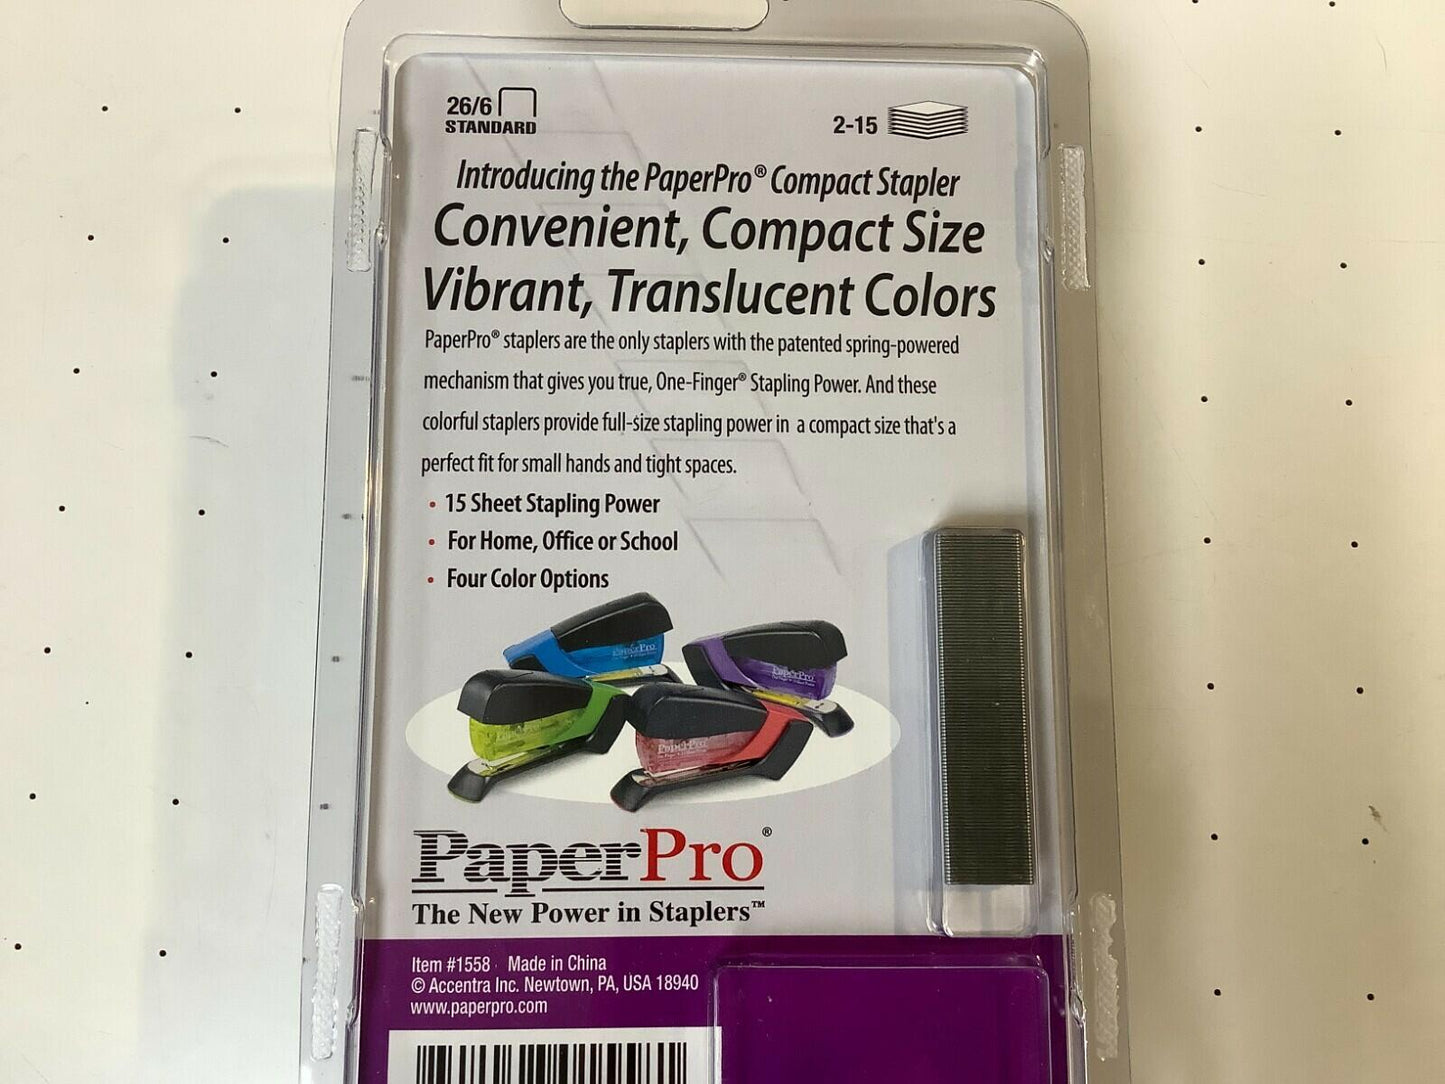 26/6
STANDARD
2-15
Introducing the PaperPro® Compact Stapler
Convenient, Compact Size
Vibrant, Translucent Colors
PaperPro® staplers are the only staplers with the patented spring-powered
mechanism that gives you true, One-Finger® Stapling Power. And these
colorful staplers provide full-size stapling power in a compact size that's a
perfect fit for small hands and tight spaces.
• 15 Sheet Stapling Power
• For Home, Office or School
• Four Color Options
PaperPro
PaperPro
PaperPro
PaperPro
PaperPro®
The New Power in Staplers™
Item #1558 Made in China
© Accentra Inc. Newtown, PA, USA 18940
www.paperpro.com